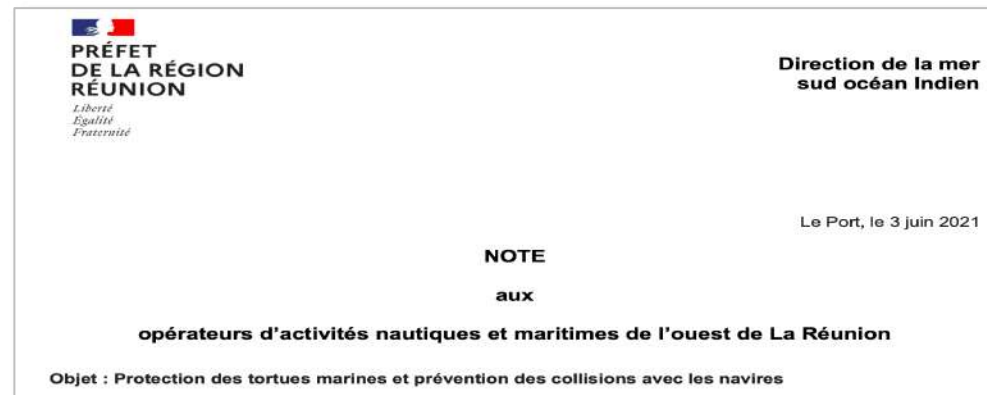 PRÉFET
DE LA RÉGION
RÉUNION
Liberté
Égalité
Fraternité
Direction de la mer
sud océan Indien
Le Port, le 3 juin 2021
NOTE
aux
opérateurs d'activités nautiques et maritimes de l'ouest de La Réunion
Objet : Protection des tortues marines et prévention des collisions avec les navires